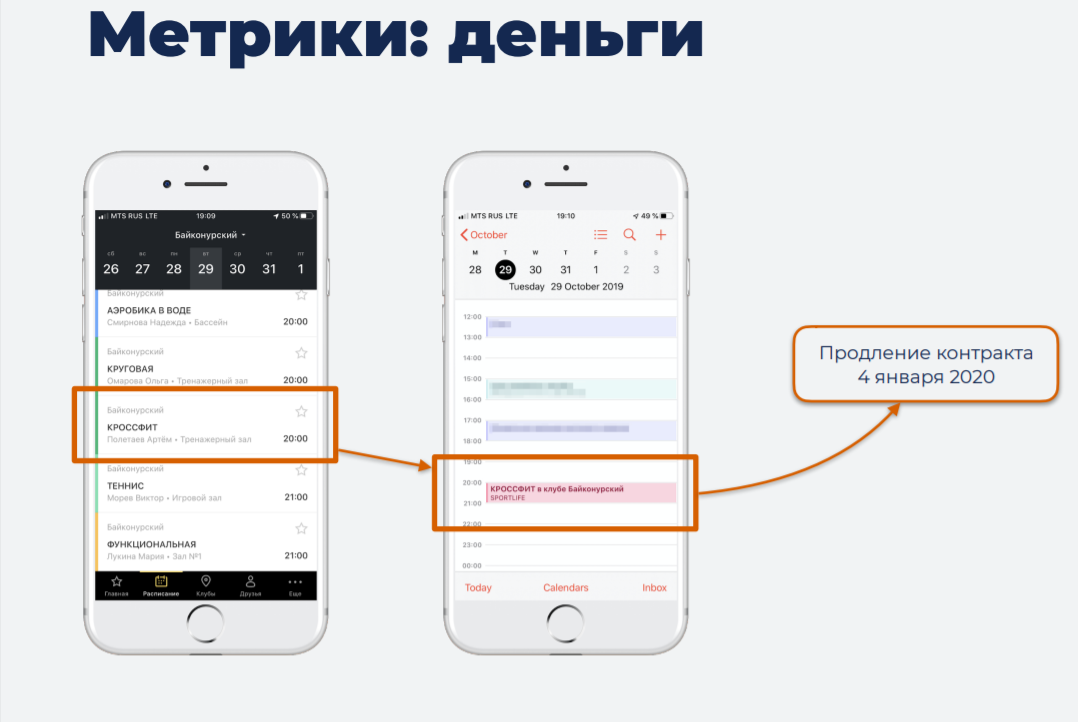 Метрики: деньги
MTS RUS LTE 19:09 50 %
Байконурский
сб вс пн вт ср чт пт
26 27 28 29 30 31 1
Байконурский
АЭРОБИКА В ВОДЕ
Смирнова Надежда • Бассейн 20:00
Байконурский
КРУГОВАЯ
Омарова Ольга • Тренажерный зал 20:00
Байконурский
КРОССФИТ
Полетаев Артём • Тренажерный зал 20:00
Байконурский
ТЕННИС
Морев Виктор • Игровой зал 21:00
Байконурский
ФУНКЦИОНАЛЬНАЯ
Лукина Мария • Зал №1 21:00
Главная Расписание Клубы Друзья Еще
MTS RUS LTE 19:10 49 %
October
M T W T F S S
28 29 30 31 1 2 3
Tuesday 29 October 2019
12:00
13:00
14:00
15:00
16:00
17:00
18:00
19:00
20:00
КРОССФИТ в клубе Байконурский
SPORTLIFE
21:00
22:00
23:00
00:00
Today Calendars Inbox
Продление контракта
4 января 2020